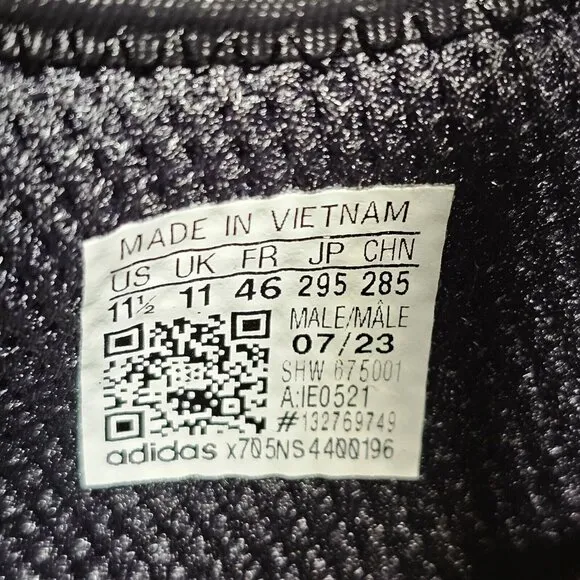 MADE IN VIETNAM
US UK FR JP CHN
11½ 11 46 295 285
MALE/MÂLE
07/23
SHW 675001
A:IE0521
#132769749
adidas x705NS4400196